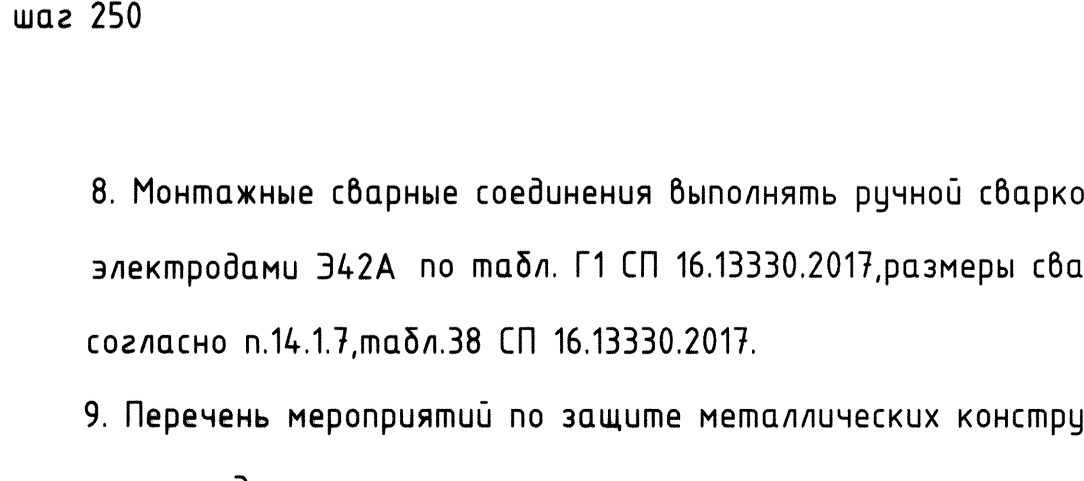 шаг 250
8. Монтажные сварные соединения выполнять ручной сварко
электродами Э42А по табл. Г1 СП 16.13330.2017,размеры сва
согласно п.14.1.7,табл.38 СП 16.13330.2017.
9. Перечень мероприятий по защите металлических констру